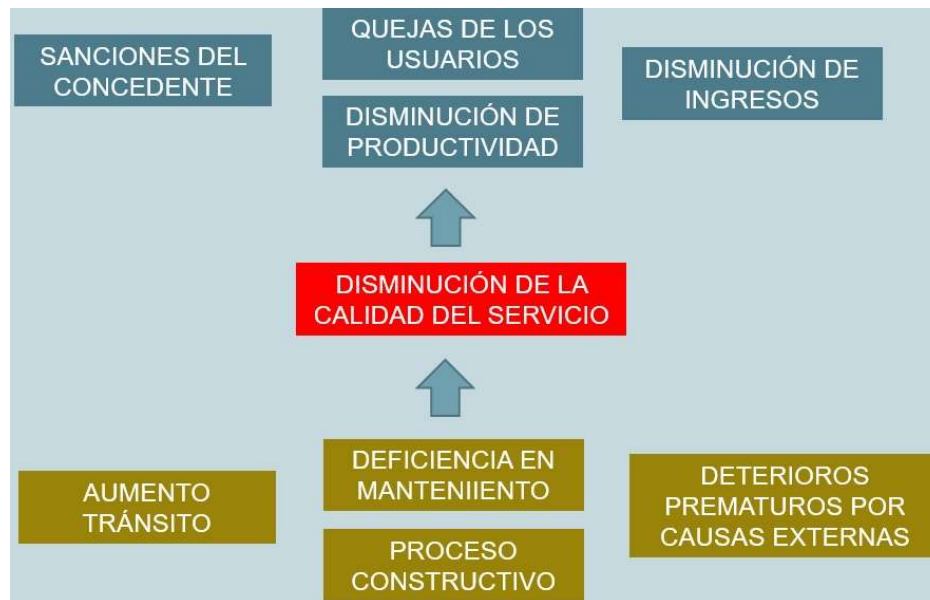 SANCIONES DEL
CONCEDENTE
QUEJAS DE LOS
USUARIOS
DISMINUCIÓN DE
PRODUCTIVIDAD
DISMINUCIÓN DE
INGRESOS
DISMINUCIÓN DE LA
CALIDAD DEL SERVICIO
AUMENTO
TRÁNSITO
DEFICIENCIA EN
MANTENIIENTO
PROCESO
CONSTRUCTIVO
DETERIOROS
PREMATUROS POR
CAUSAS EXTERNAS